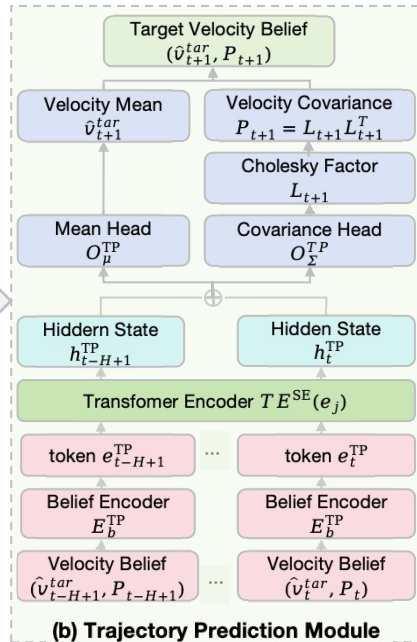 Target Velocity Belief
(v̂^{tar}_{t+1}, P_{t+1})
Velocity Mean
v̂^{tar}_{t+1}
Velocity Covariance
P_{t+1} = L_{t+1}L^T_{t+1}
Cholesky Factor
L_{t+1}
Mean Head
O^{TP}_μ
Covariance Head
O^{TP}_Σ
⊕
Hiddern State
h^{TP}_{t-H+1}
Hidden State
h^{TP}_t
Transfomer Encoder TE^{SE}(e_j)
token e^{TP}_{t-H+1}
...
token e^{TP}_t
Belief Encoder
E^{TP}_b
Belief Encoder
E^{TP}_b
Velocity Belief
(v̂^{tar}_{t-H+1}, P_{t-H+1})
...
Velocity Belief
(v̂^{tar}_t, P_t)
(b) Trajectory Prediction Module